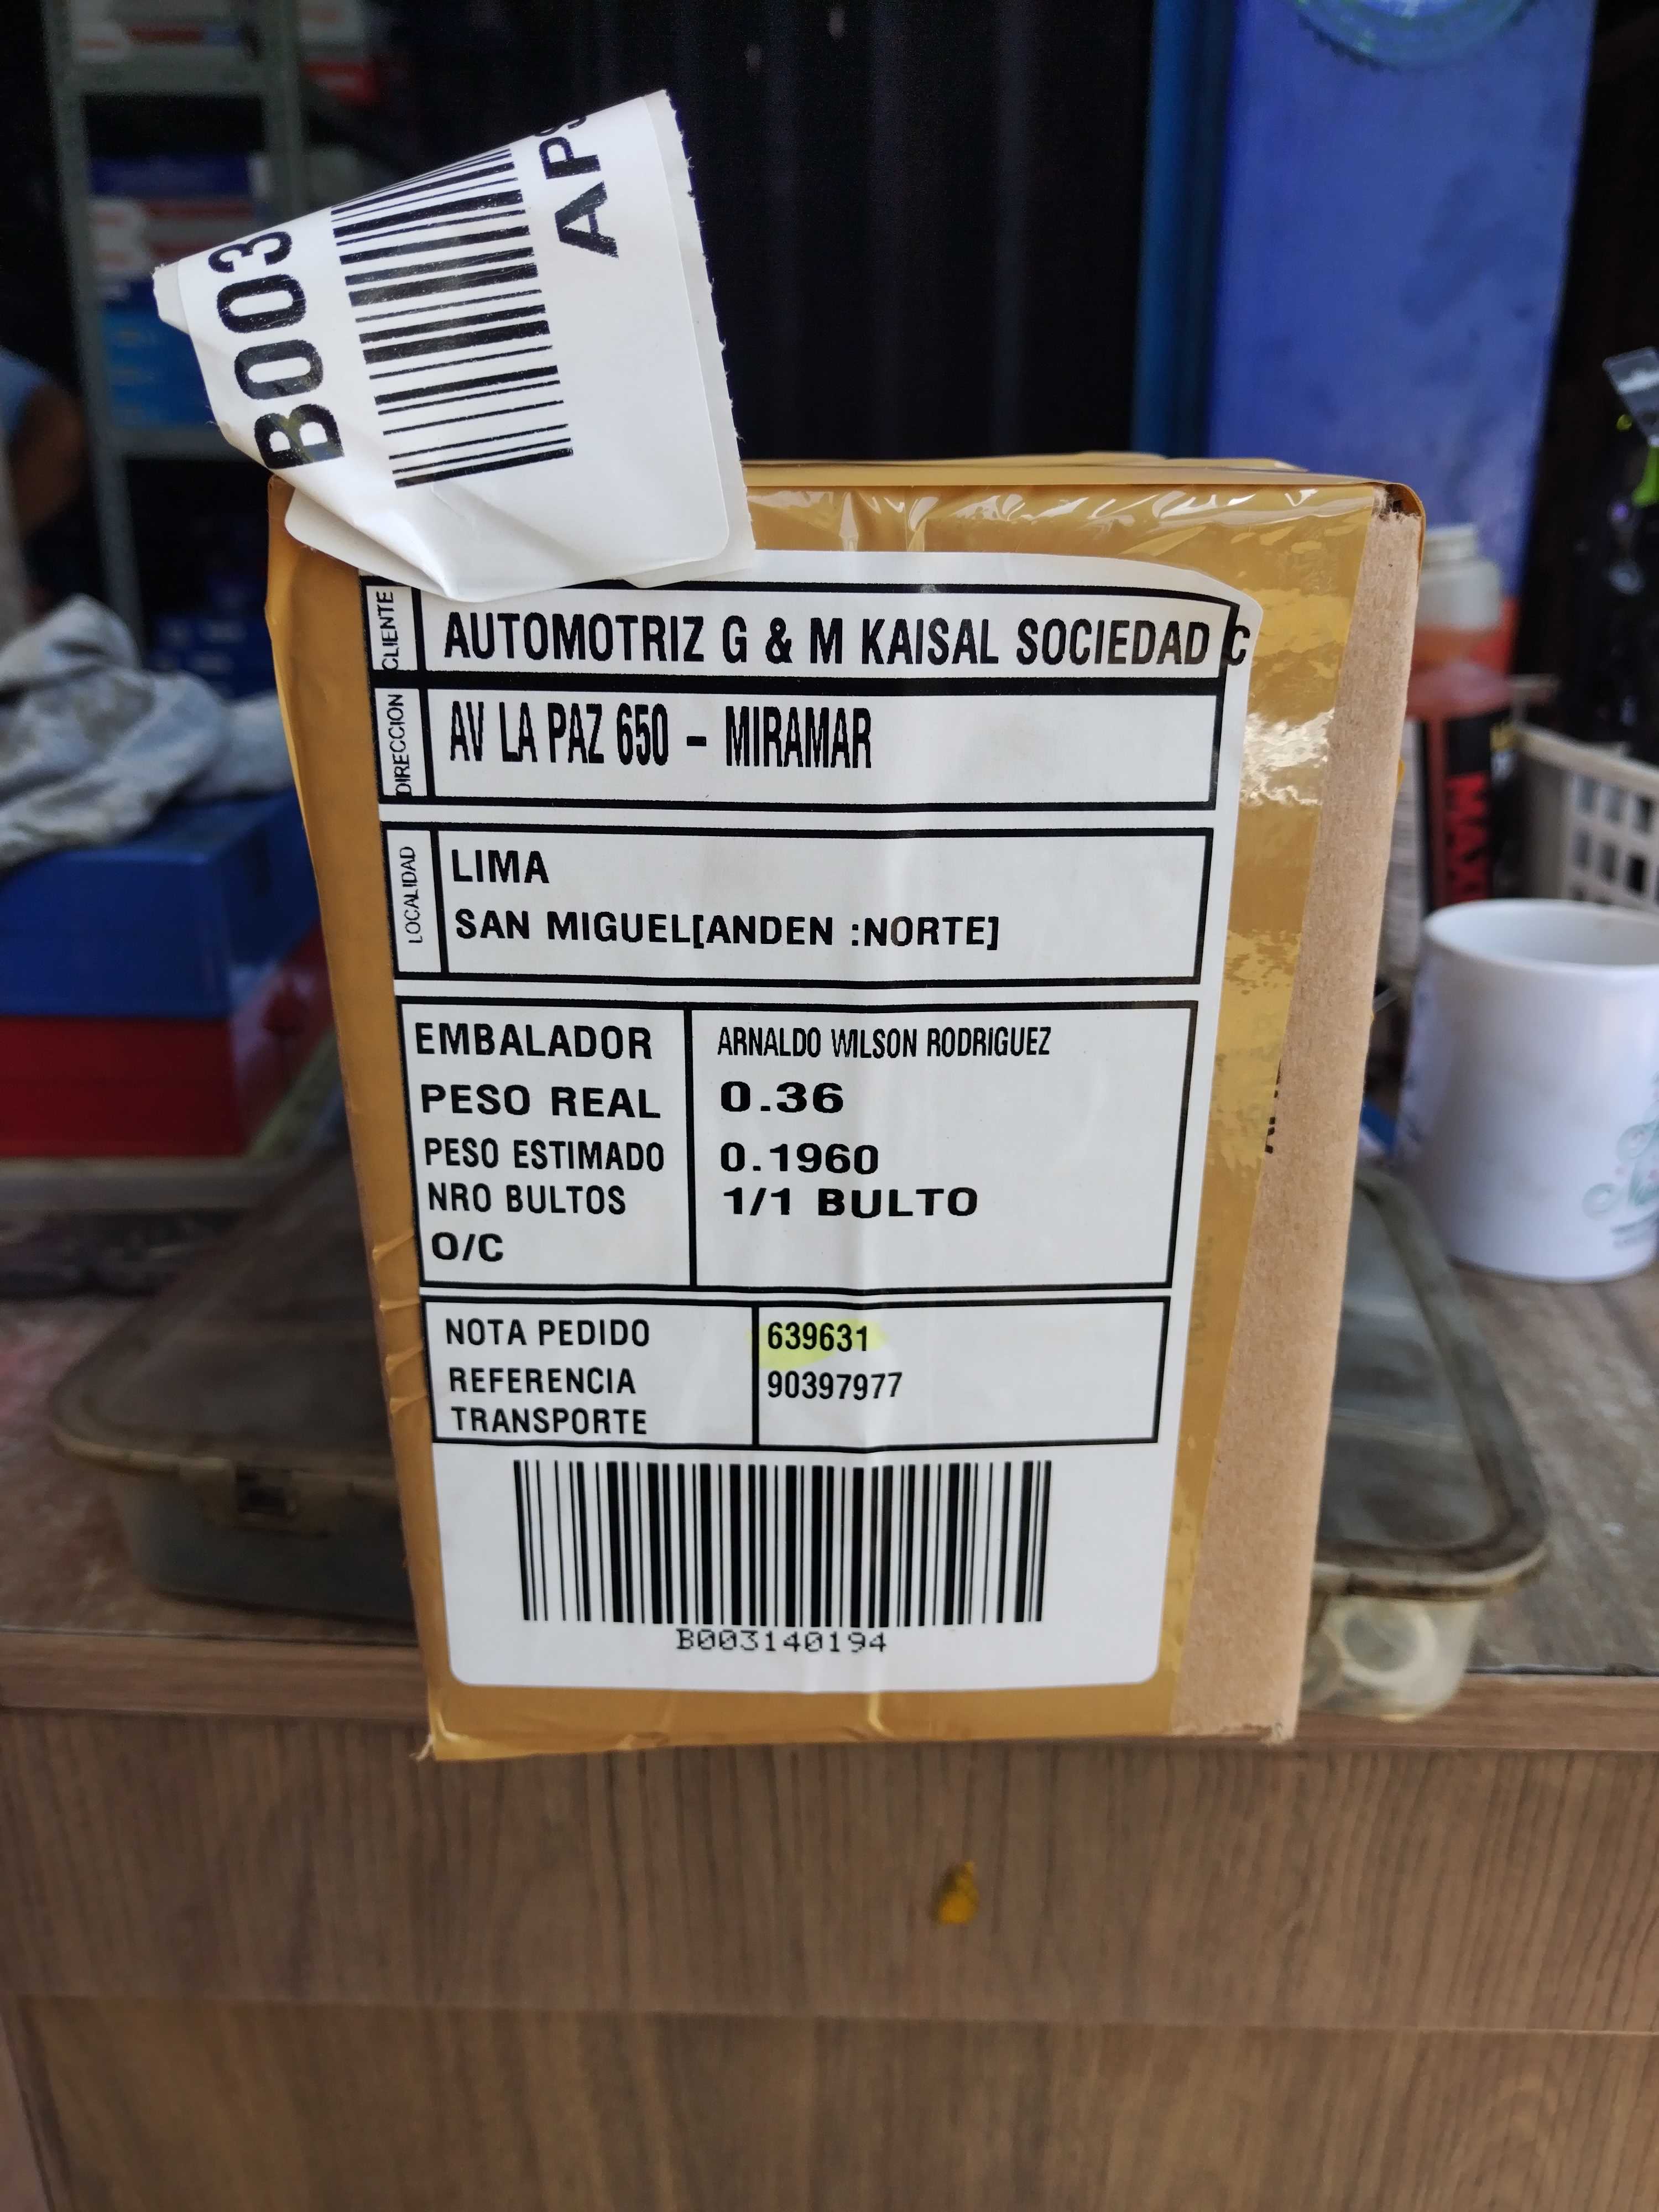 B003
APS
CLIENTE
AUTOMOTRIZ G & M KAISAL SOCIEDAD C
DIRECCION
AV LA PAZ 650 - MIRAMAR
LOCALIDAD
LIMA
SAN MIGUEL[ANDEN :NORTE]
EMBALADOR ARNALDO WILSON RODRIGUEZ
PESO REAL 0.36
PESO ESTIMADO 0.1960
NRO BULTOS 1/1 BULTO
O/C
NOTA PEDIDO 639631
REFERENCIA 90397977
TRANSPORTE
B003140194